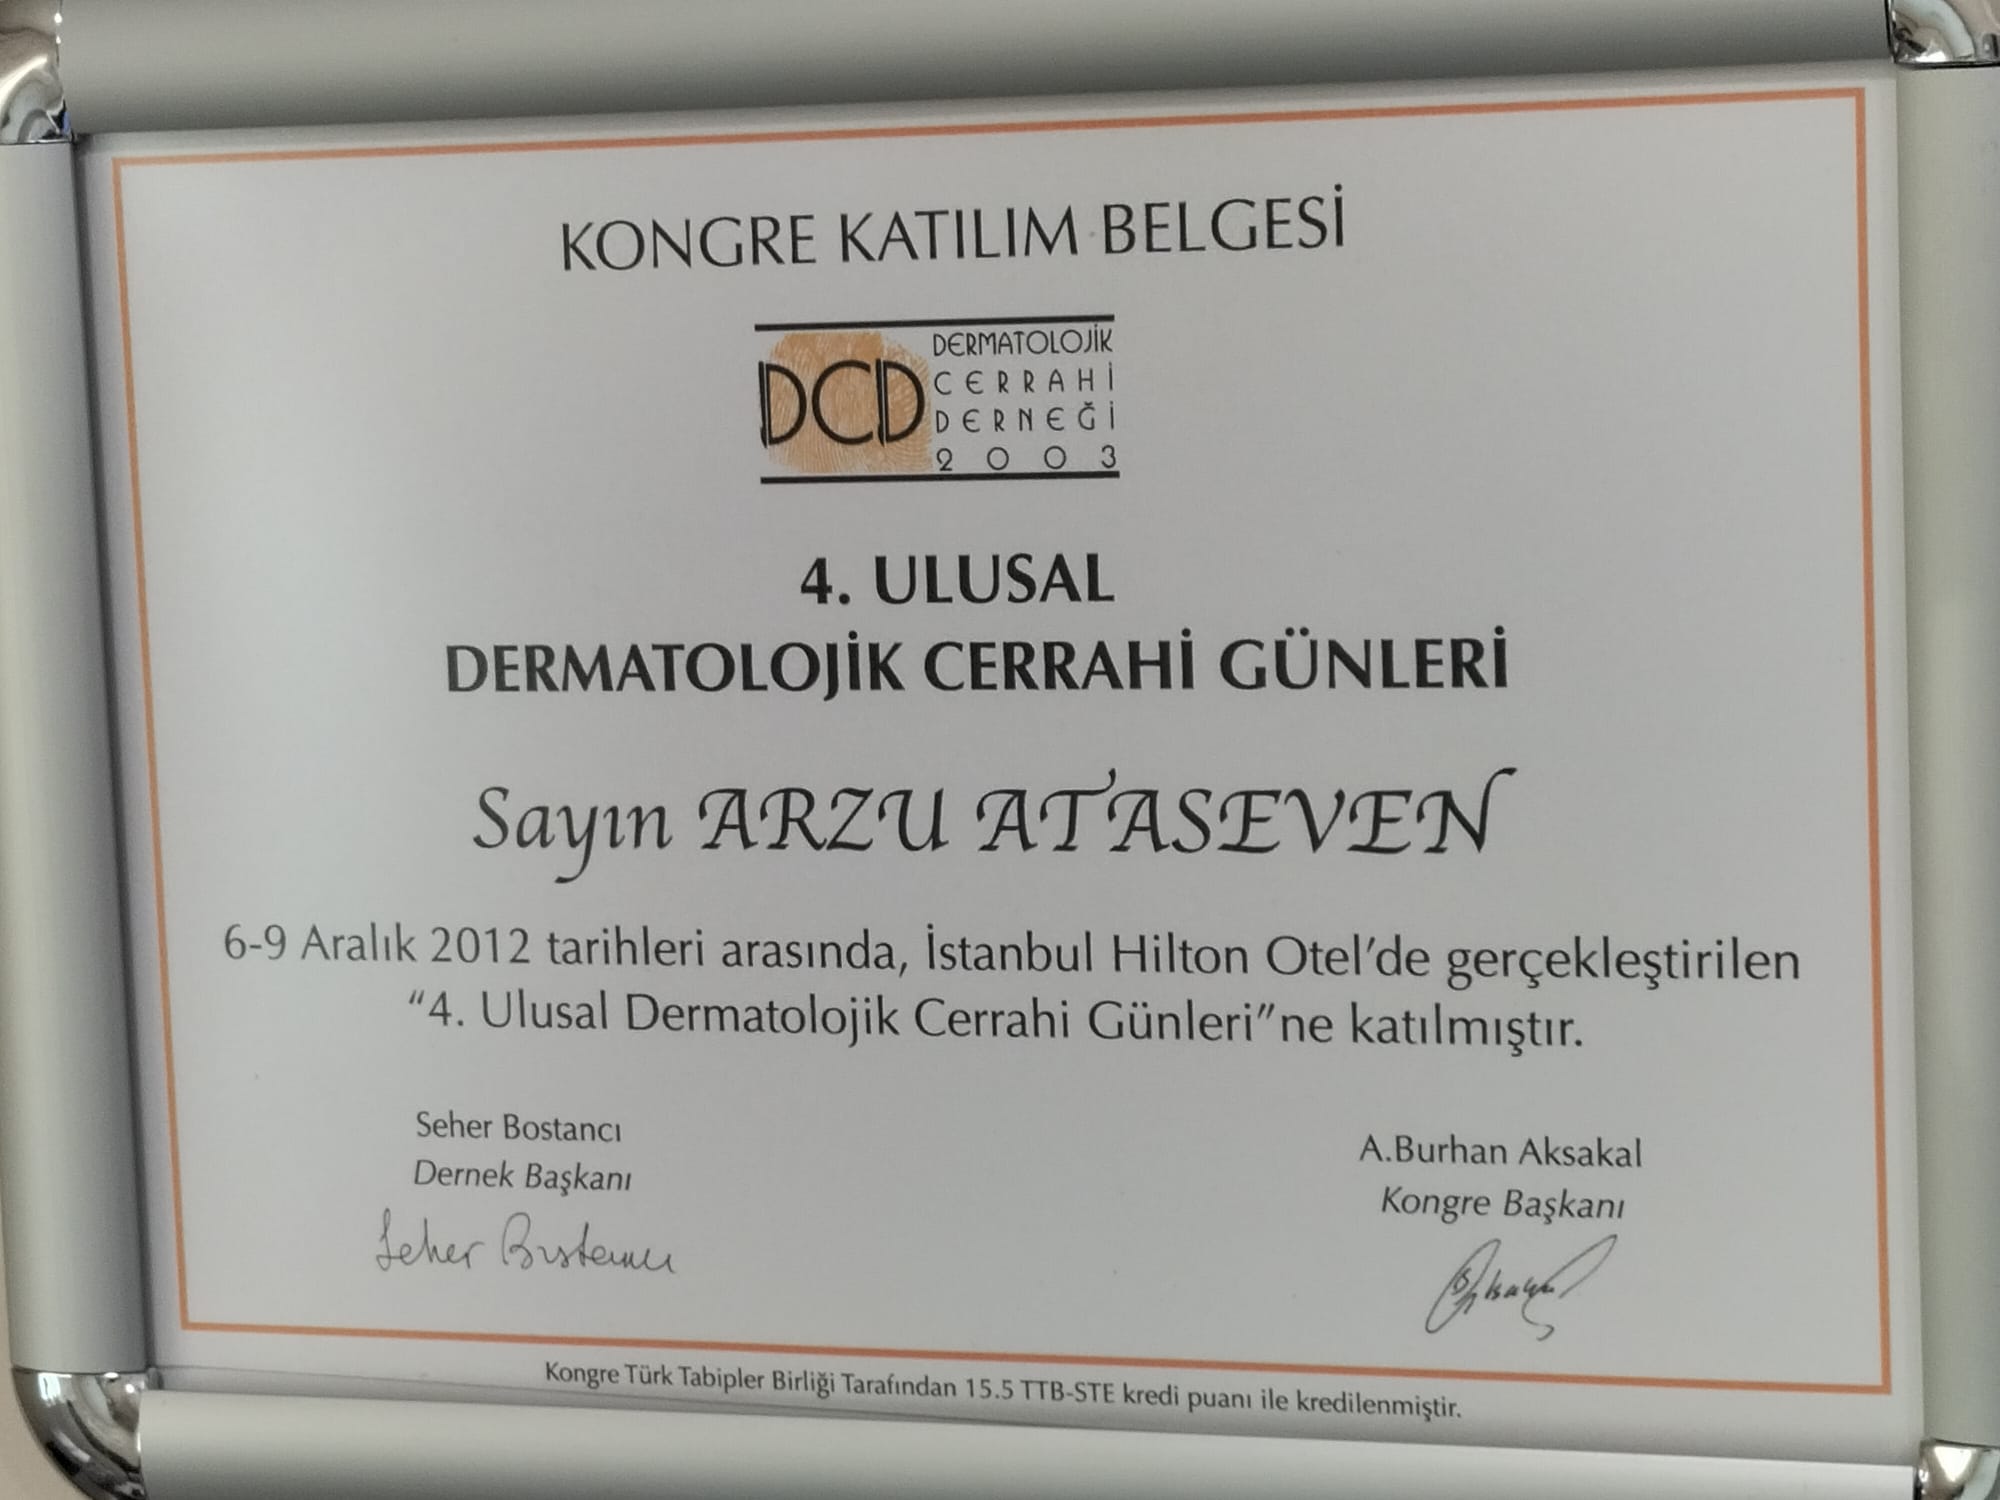 KONGRE KATILIM BELGESİ
DCD
DERMATOLOJİK
CERRAHİ
DERNEĞİ
2003
4. ULUSAL
DERMATOLOJİK CERRAHİ GÜNLERİ
Sayın ARZU ATASEVEN
6-9 Aralık 2012 tarihleri arasında, İstanbul Hilton Otel'de gerçekleştirilen
"4. Ulusal Dermatolojik Cerrahi Günleri"ne katılmıştır.
Seher Bostancı
Dernek Başkanı
Seher Bostancı
A.Burhan Aksakal
Kongre Başkanı
Kongre Türk Tabipler Birliği Tarafından 15.5 TTB-STE kredi puanı ile kredilenmiştir.